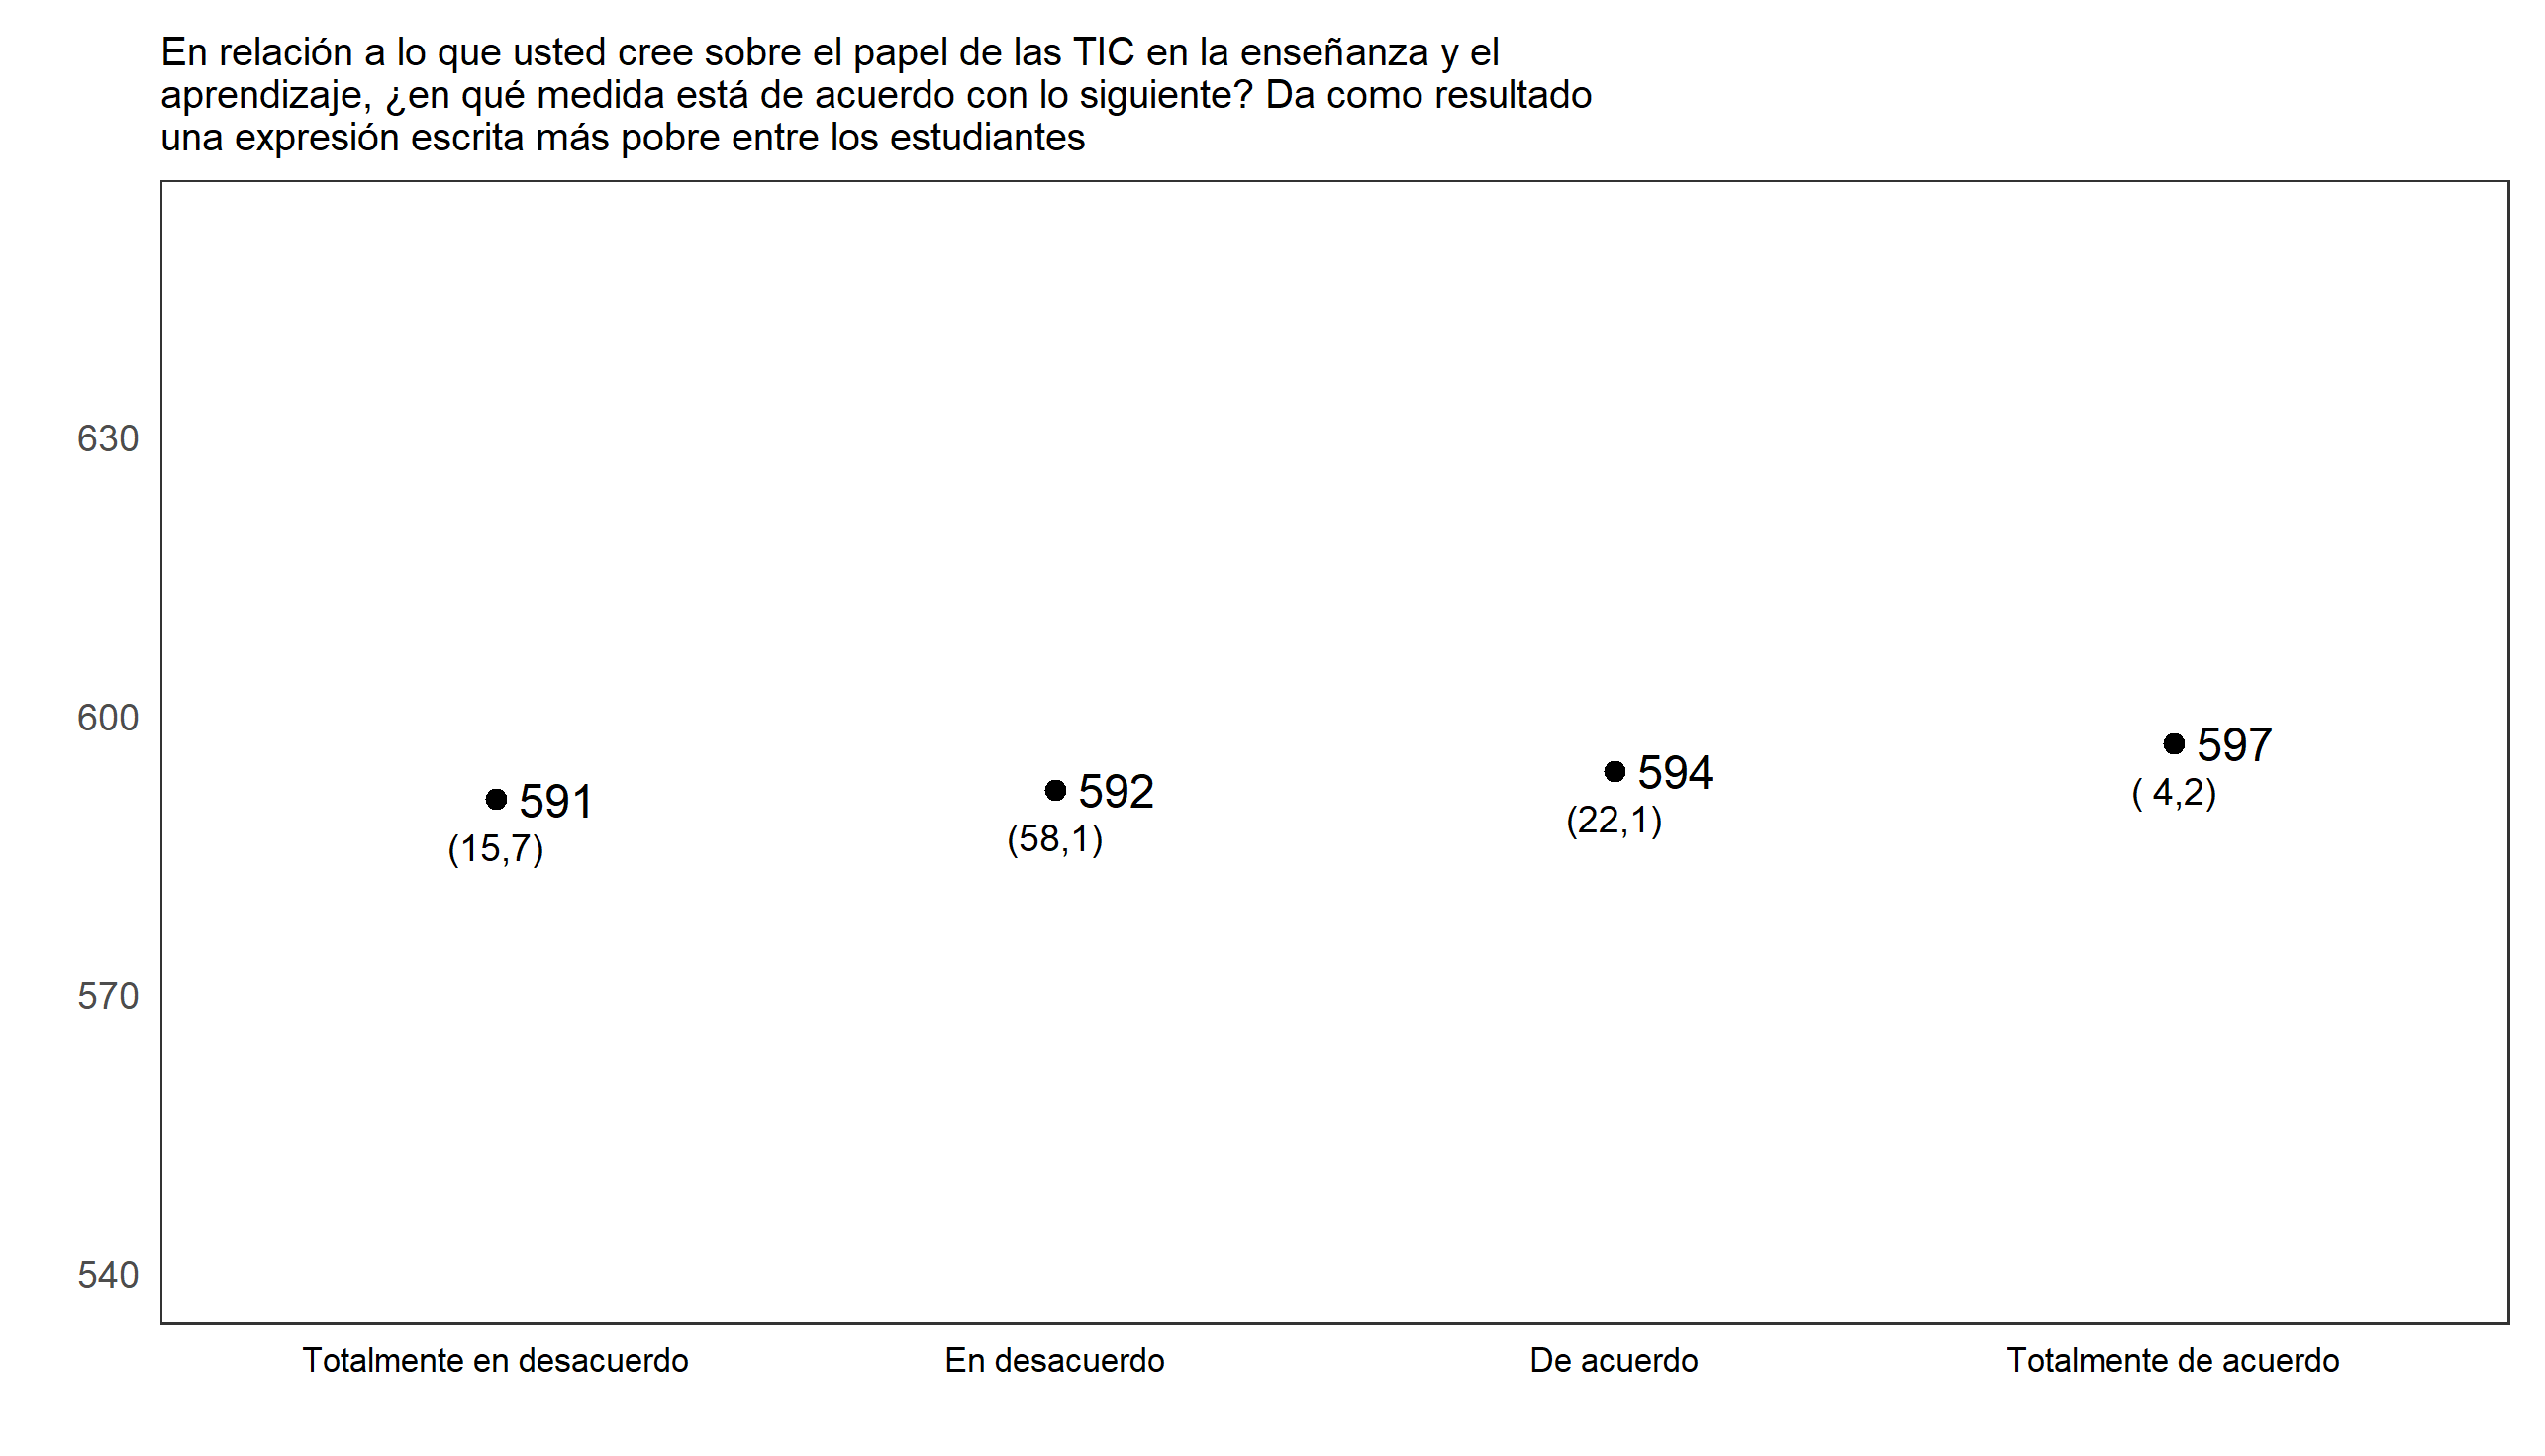 En relación a lo que usted cree sobre el papel de las TIC en la enseñanza y el
aprendizaje, ¿en qué medida está de acuerdo con lo siguiente? Da como resultado
una expresión escrita más pobre entre los estudiantes
630
600
570
540
591
(15,7)
592
(58,1)
594
(22,1)
597
( 4,2)
Totalmente en desacuerdo
En desacuerdo
De acuerdo
Totalmente de acuerdo